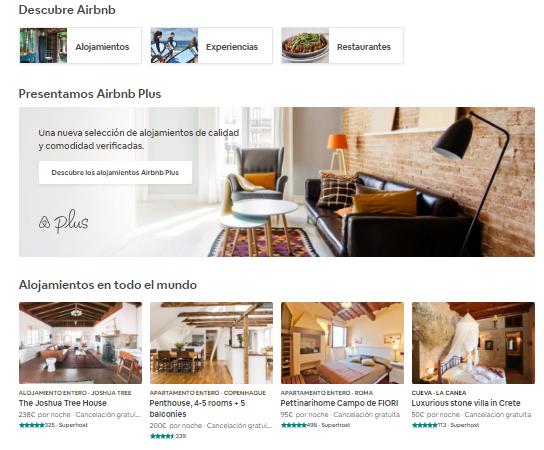 Descubre Airbnb
Alojamientos
Experiencias
Restaurantes
Presentamos Airbnb Plus
Una nueva selección de alojamientos de calidad
y comodidad verificadas.
Descubre los alojamientos Airbnb Plus
plus
Alojamientos en todo el mundo
ALOJAMIENTO ENTERO · JOSHUA TREE
The Joshua Tree House
238€ por noche · Cancelación gratui...
325 · Superhost
APARTAMENTO ENTERO · COPENHAGUE
Penthouse, 4-5 rooms + 5
balconies
200€ por noche · Cancelación gratui...
339
APARTAMENTO ENTERO · ROMA
Pettinarihome Campo de FIORI
95€ por noche · Cancelación gratuita
498 · Superhost
CUEVA · LA CANEA
Luxurious stone villa in Crete
50€ por noche · Cancelación gratuita
113 · Superhost